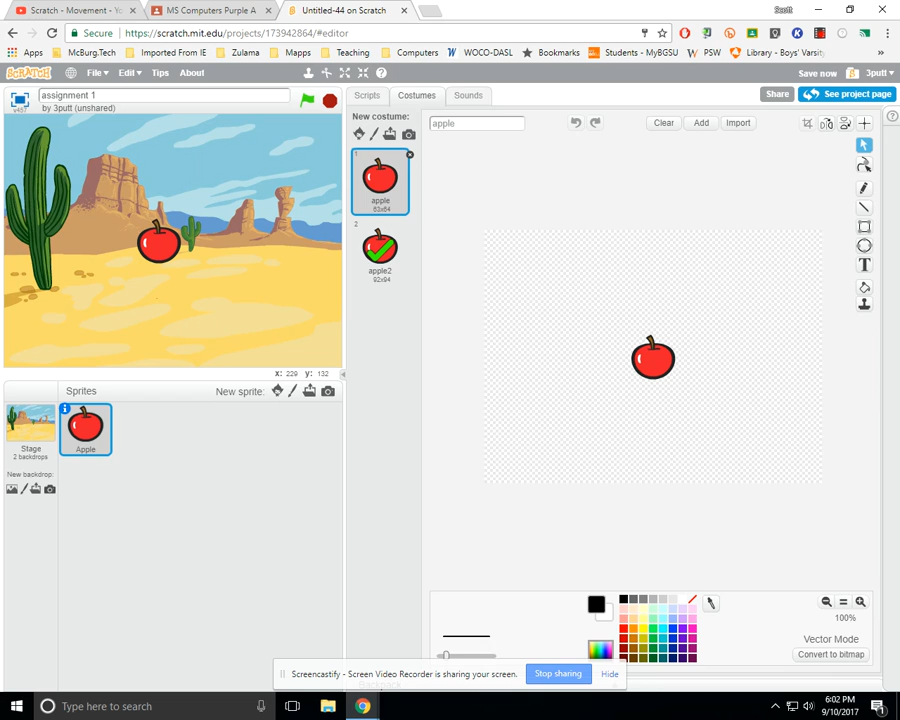 Scratch - Movement - Yo
MS Computers Purple A
Untitled-44 on Scratch
Scott
Secure
https://scratch.mit.edu/projects/173942864/#editor
Apps
McBurg.Tech
Imported From IE
Zulama
Mapps
Teaching
Computers
WOCO-DASL
Bookmarks
Students - MyBGSU
PSW
Library - Boys' Varsity
SCRATCH
File
Edit
Tips
About
Save now
3putt
v457
assignment 1
by 3putt (unshared)
Scripts
Costumes
Sounds
Share
See project page
New costume:
apple
Clear
Add
Import
1
apple
63x64
2
apple2
92x94
x: 229 y: 132
Sprites
New sprite:
Stage
2 backdrops
Apple
New backdrop:
100%
Vector Mode
Convert to bitmap
Screencastify - Screen Video Recorder is sharing your screen.
Stop sharing
Hide
Type here to search
6:02 PM
9/10/2017
1